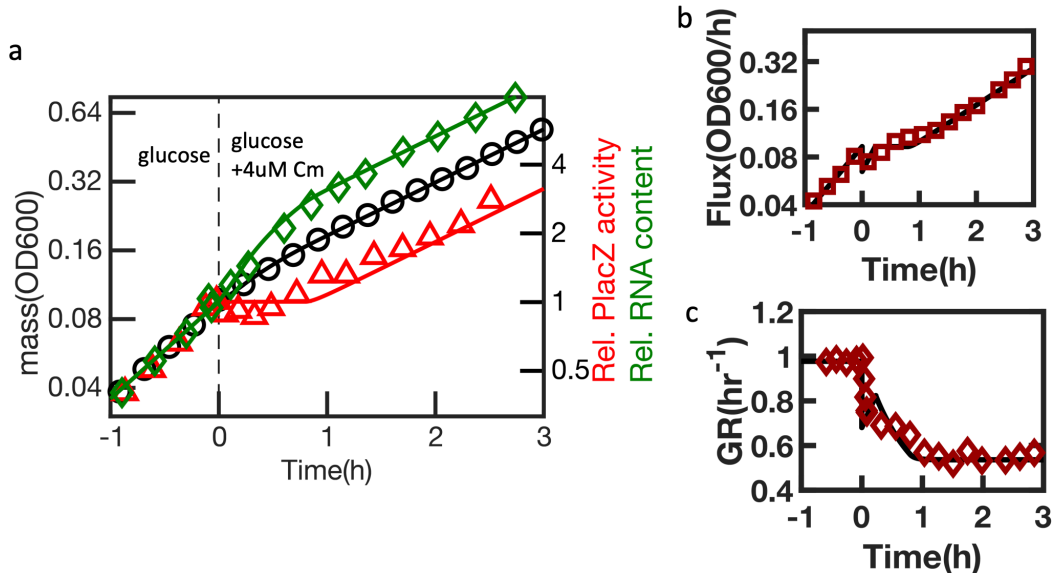 a
mass(OD600)
0.64
0.32
0.16
0.08
0.04
glucose
glucose
+4uM Cm
4
2
1
0.5
Rel. PlacZ activity
Rel. RNA content
-1
0
1
2
3
Time(h)
b
Flux(OD600/h)
0.32
0.16
0.08
0.04
-1
0
1
2
3
Time(h)
c
GR(hr⁻¹)
1.2
1
0.8
0.6
0.4
-1
0
1
2
3
Time(h)